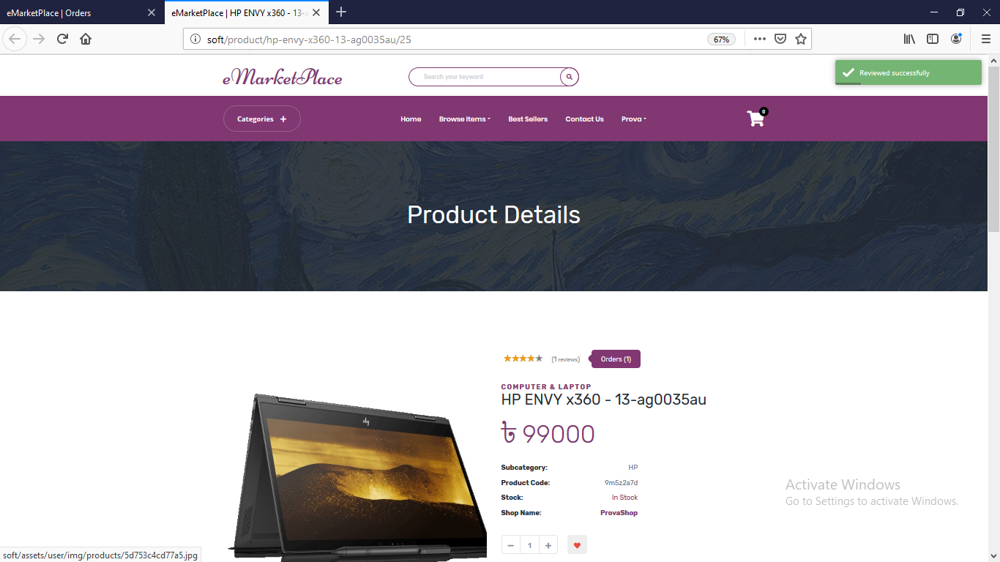 eMarketPlace | Orders
eMarketPlace | HP ENVY x360 - 13-a
soft/product/hp-envy-x360-13-ag0035au/25
67%
eMarketPlace
Search your keyword
Reviewed successfully
Categories +
Home
Browse Items
Best Sellers
Contact Us
Prova
0
Product Details
(1 reviews)
Orders (1)
COMPUTER & LAPTOP
HP ENVY x360 - 13-ag0035au
৳ 99000
Subcategory: HP
Product Code: 9m5z2a7d
Stock: In Stock
Shop Name: ProvaShop
− 1 +
hp
Activate Windows
Go to Settings to activate Windows.
soft/assets/user/img/products/5d753c4cd77a5.jpg